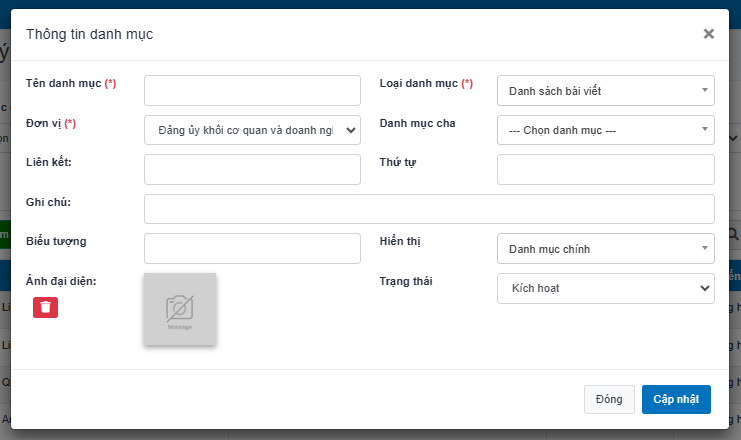 Thông tin danh mục
×
Tên danh mục (*)
Loại danh mục (*)
Danh sách bài viết
Đơn vị (*)
Đảng ủy khối cơ quan và doanh ngh
Danh mục cha
--- Chọn danh mục ---
Liên kết:
Thứ tự
Ghi chú:
Biểu tượng
Hiển thị
Danh mục chính
Ảnh đại diện:
Trạng thái
Kích hoạt
Đóng
Cập nhật